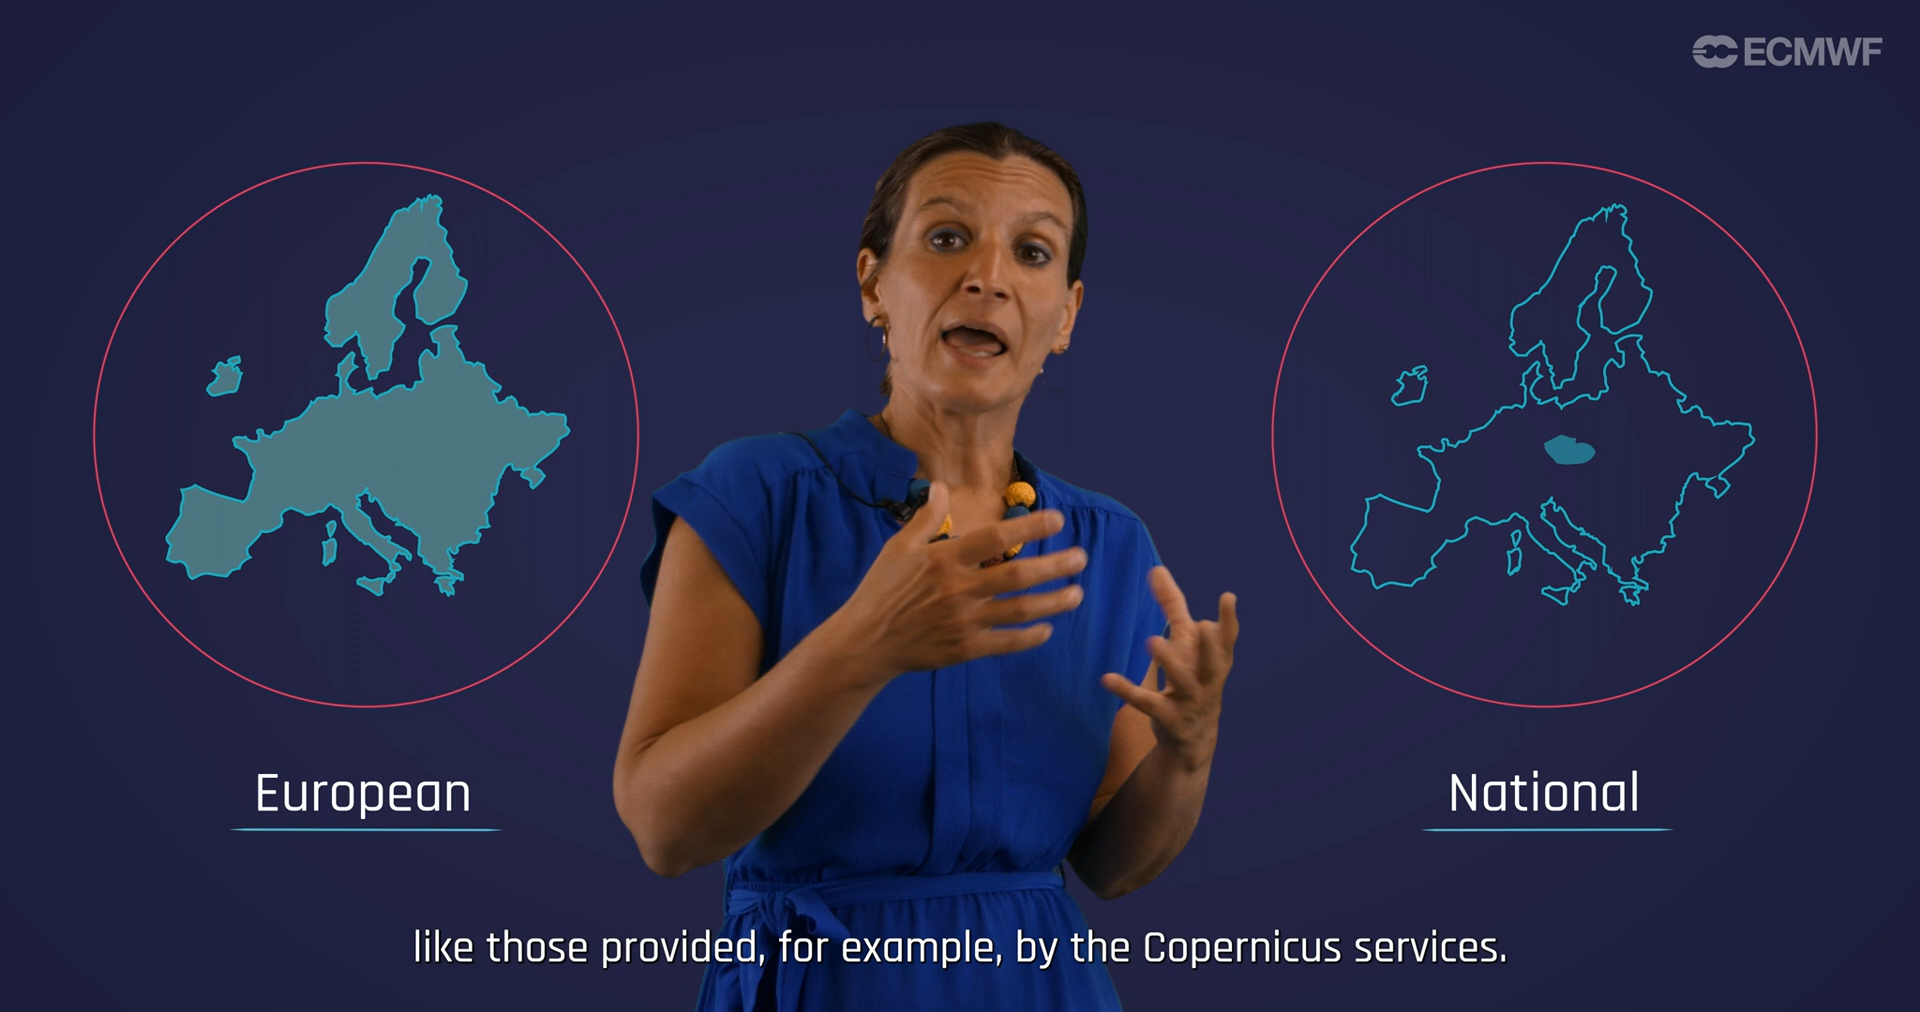 ECMWF
European
National
like those provided, for example, by the Copernicus services.